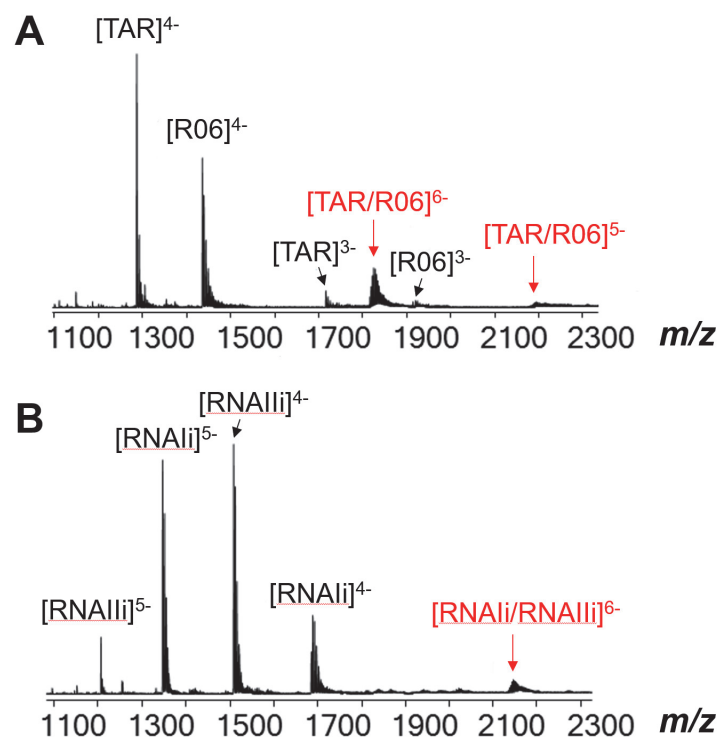 A
[TAR]4-
[R06]4-
[TAR/R06]6-
[TAR/R06]5-
[TAR]3-
[R06]3-
1100 1300 1500 1700 1900 2100 2300 m/z
B
[RNAIIi]4-
[RNAIi]5-
[RNAIi]4-
[RNAIIi]5-
[RNAIi/RNAIIi]6-
1100 1300 1500 1700 1900 2100 2300 m/z